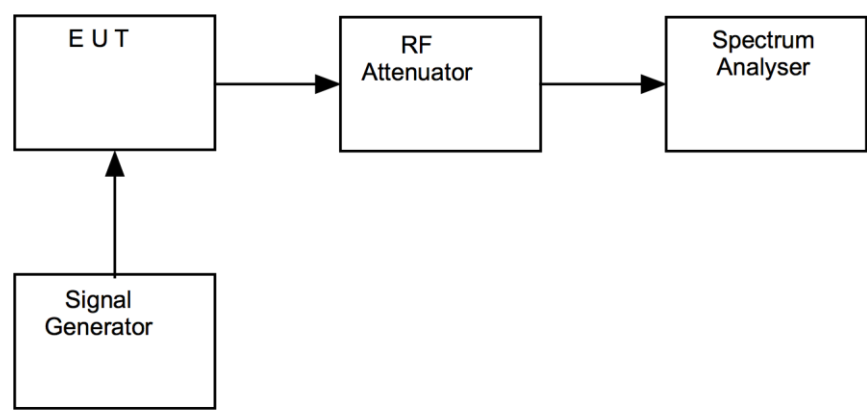 E U T
RF
Attenuator
Spectrum
Analyser
Signal
Generator